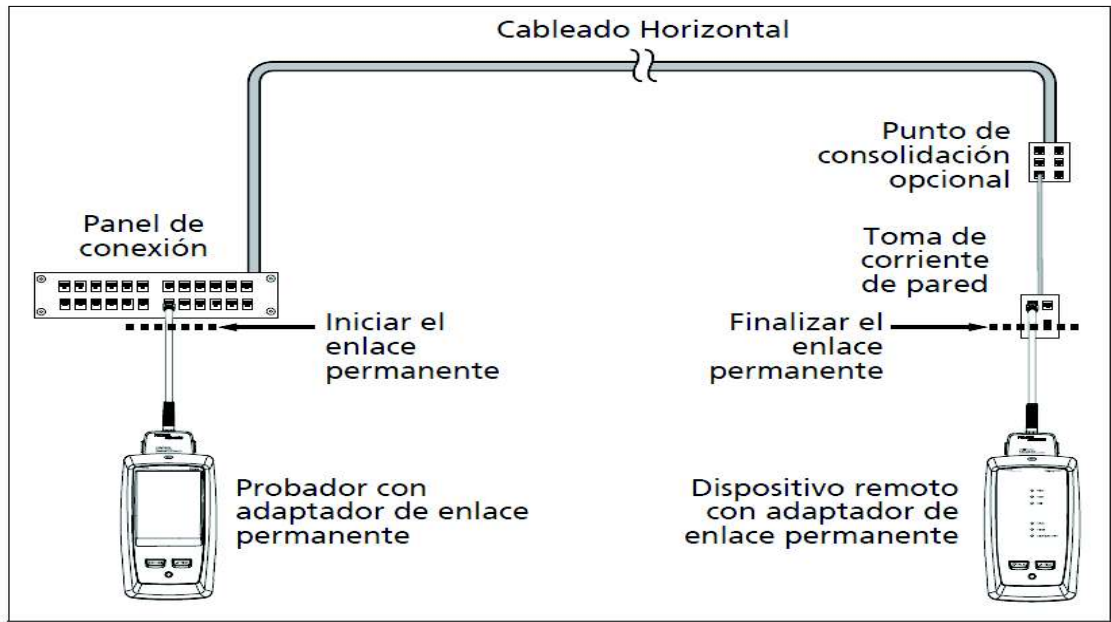 Cableado Horizontal
Punto de
consolidación
opcional
Panel de
conexión
Toma de
corriente
de pared
Iniciar el
enlace
permanente
Finalizar el
enlace
permanente
Probador con
adaptador de enlace
permanente
Dispositivo remoto
con adaptador de
enlace permanente